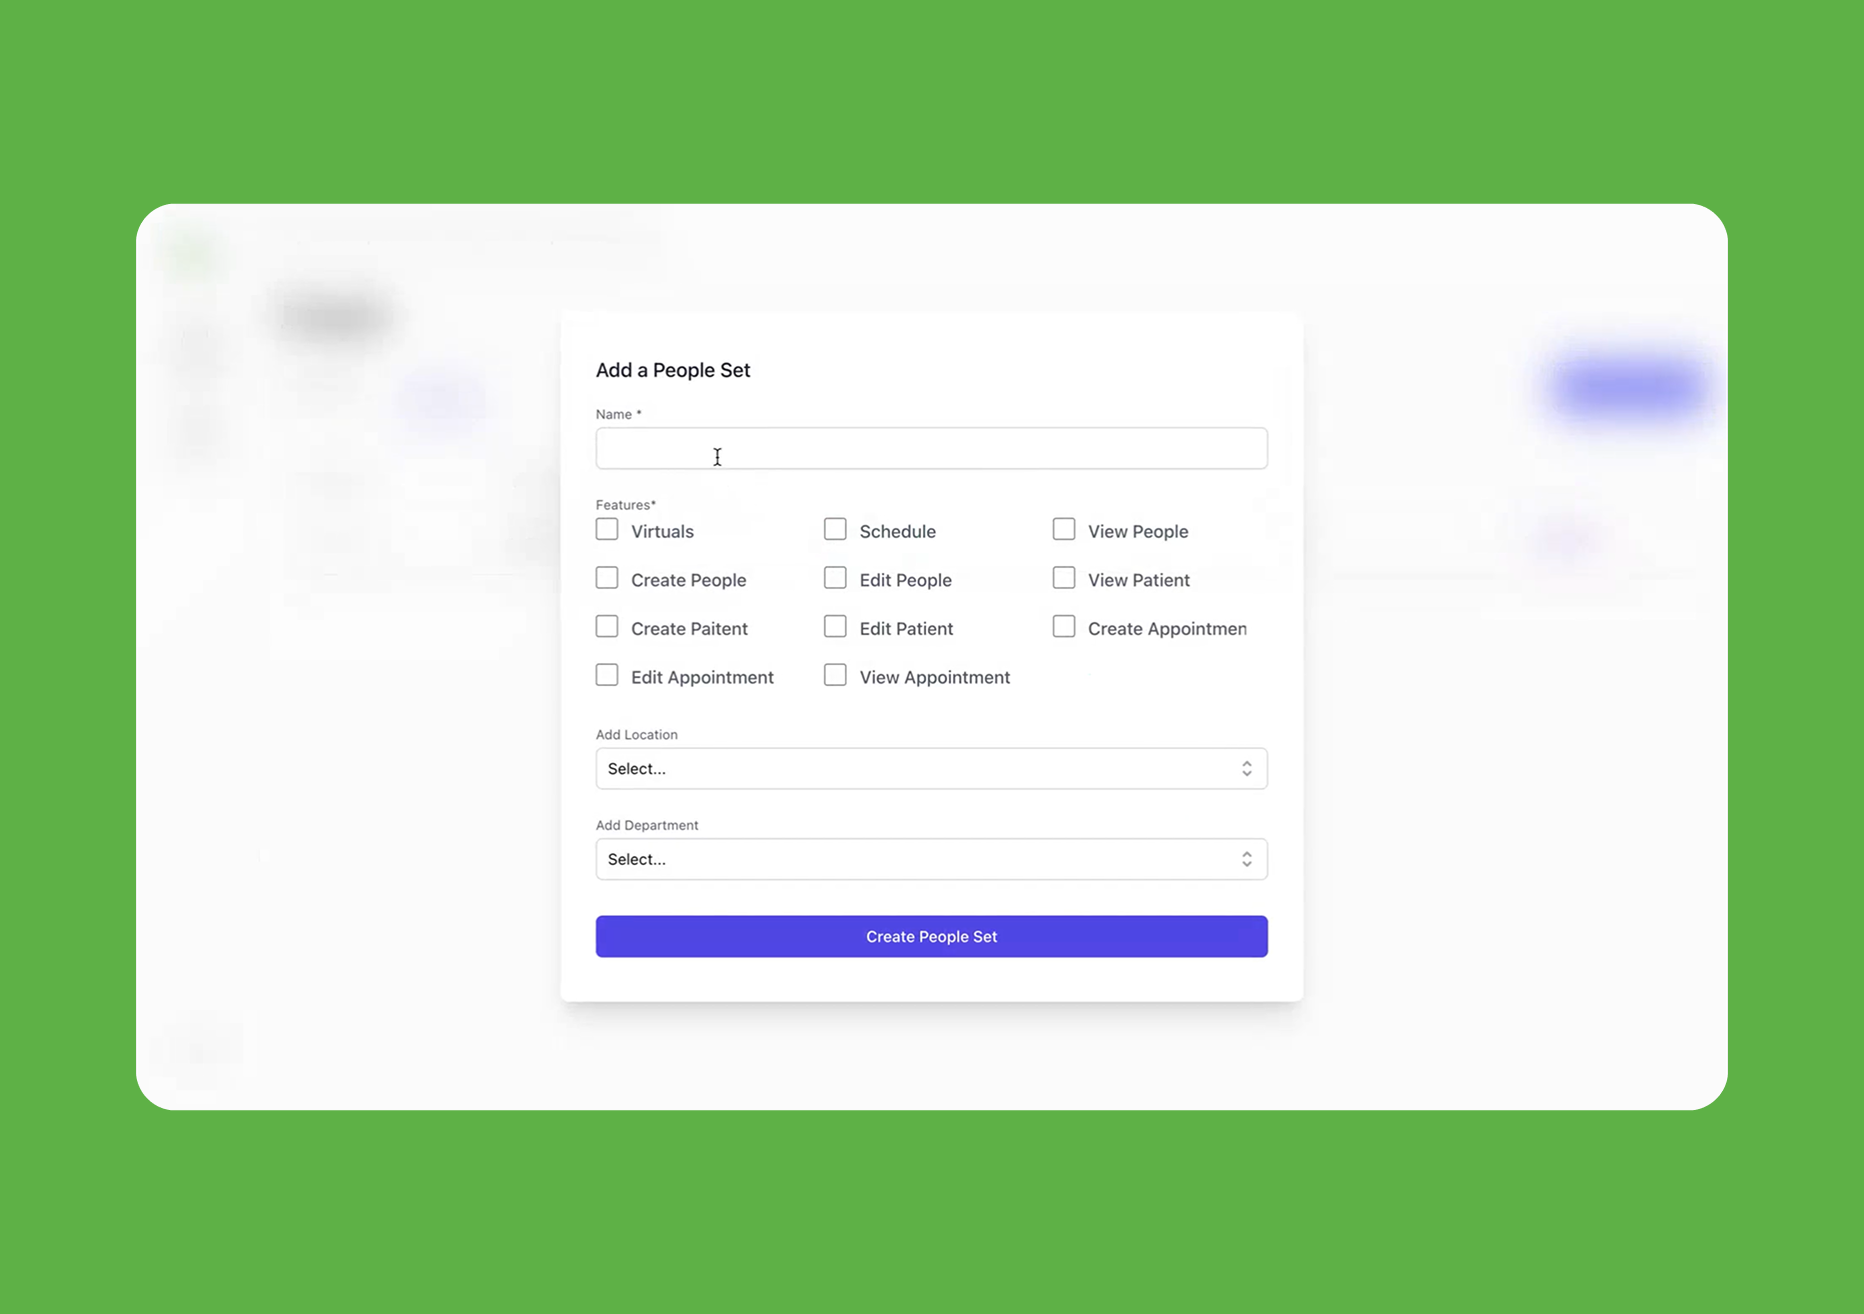 Add a People Set
Name *
Features*
Virtuals
Schedule
View People
Create People
Edit People
View Patient
Create Paitent
Edit Patient
Create Appointmen
Edit Appointment
View Appointment
Add Location
Select...
Add Department
Select...
Create People Set